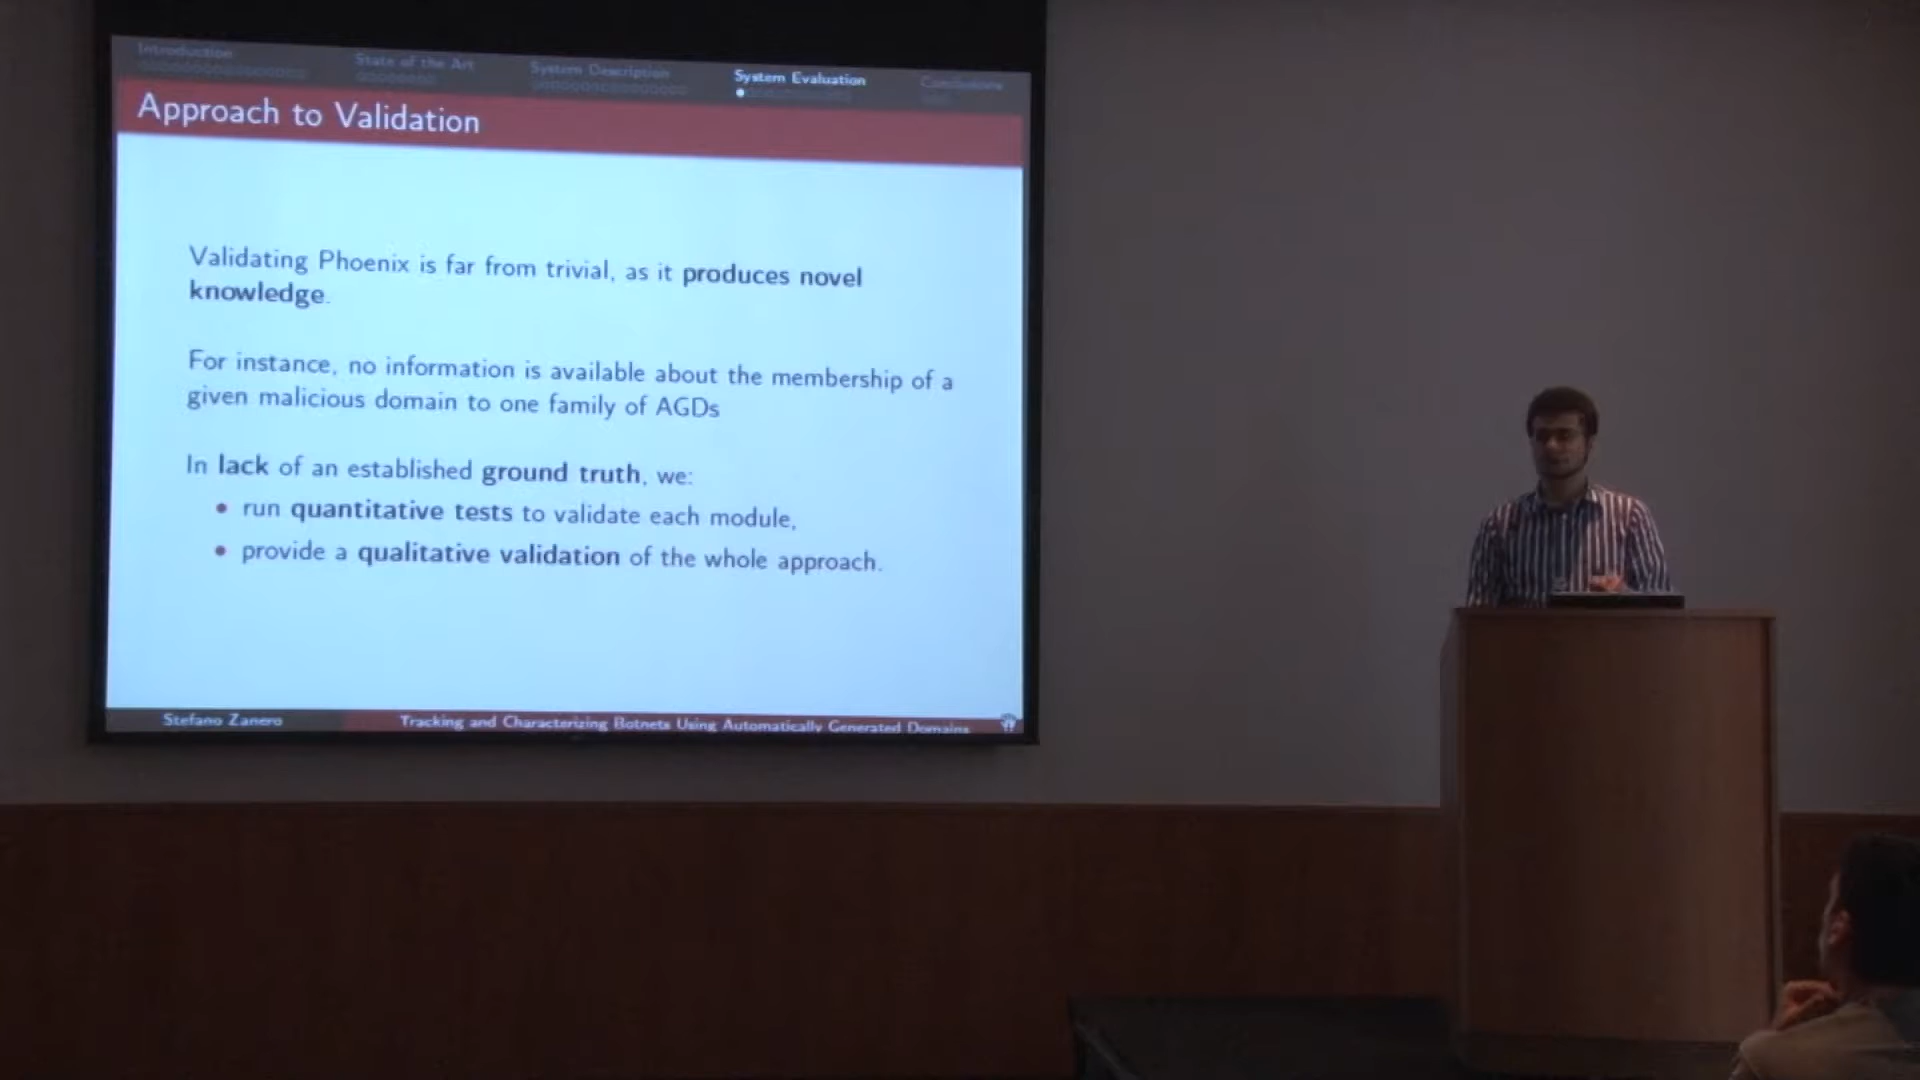 Introduction
State of the Art
System Description
System Evaluation
Conclusions
Approach to Validation
Validating Phoenix is far from trivial, as it produces novel
knowledge.
For instance, no information is available about the membership of a
given malicious domain to one family of AGDs
In lack of an established ground truth, we:
• run quantitative tests to validate each module,
• provide a qualitative validation of the whole approach.
Stefano Zanero
Tracking and Characterizing Botnets Using Automatically Generated Domains